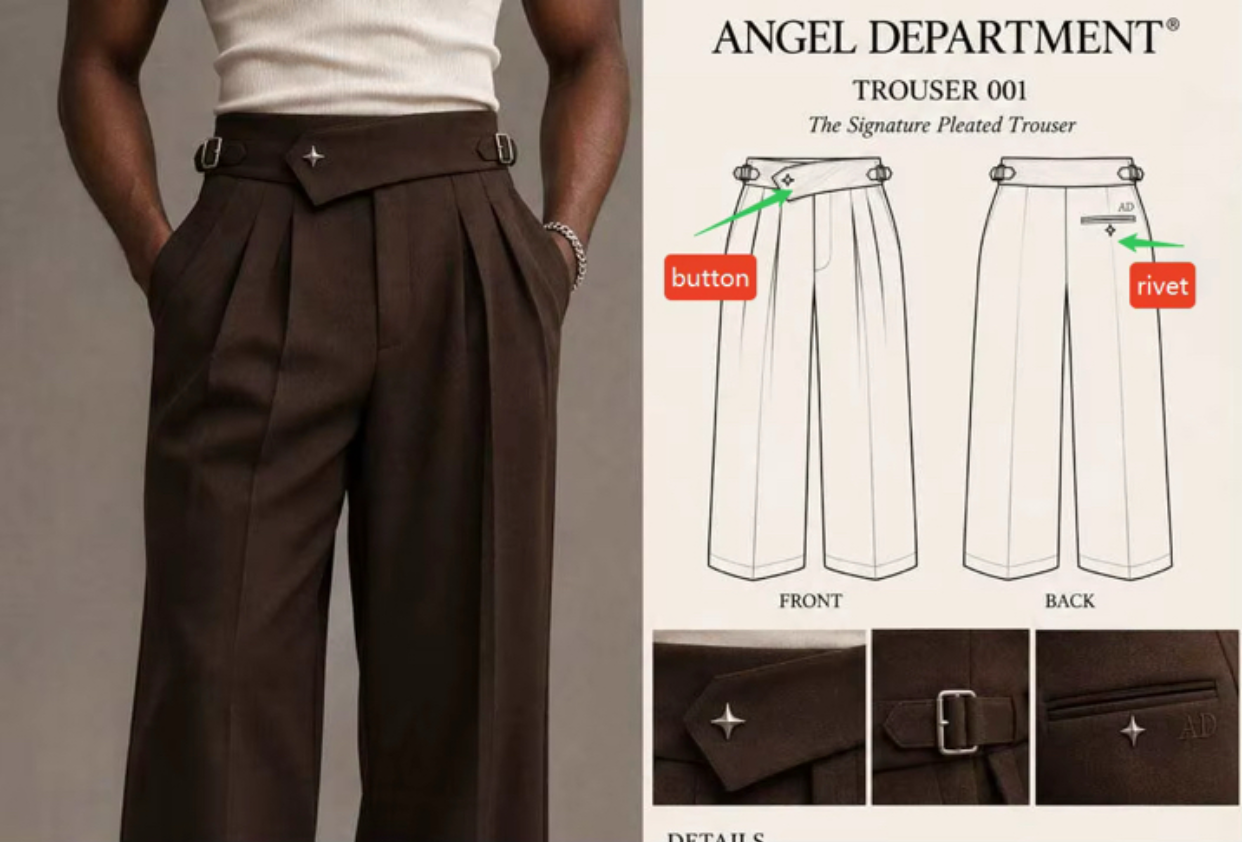 ANGEL DEPARTMENT®
TROUSER 001
The Signature Pleated Trouser
AD
button
rivet
FRONT
BACK
AD
DETAILS